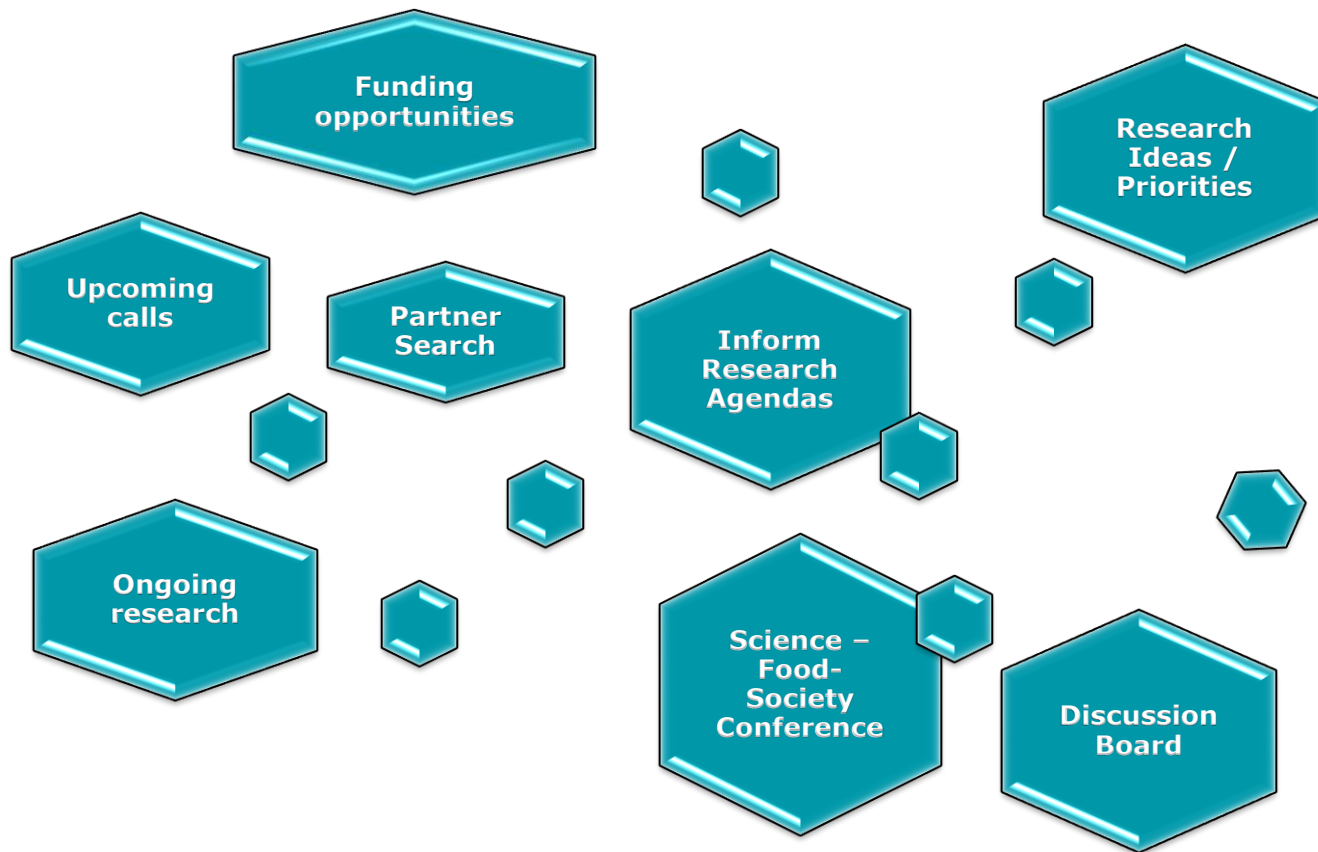 Funding
opportunities
Research
Ideas /
Priorities
Upcoming
calls
Partner
Search
Inform
Research
Agendas
Ongoing
research
Science –
Food-
Society
Conference
Discussion
Board